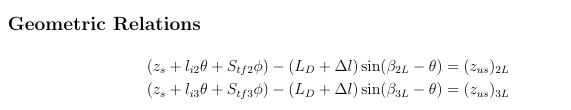 Geometric Relations
(z_s + l_{i2}θ + S_{tf2}ϕ) − (L_D + Δl) sin(β_{2L} − θ) = (z_{us})_{2L}
(z_s + l_{i3}θ + S_{tf3}ϕ) − (L_D + Δl) sin(β_{3L} − θ) = (z_{us})_{3L}